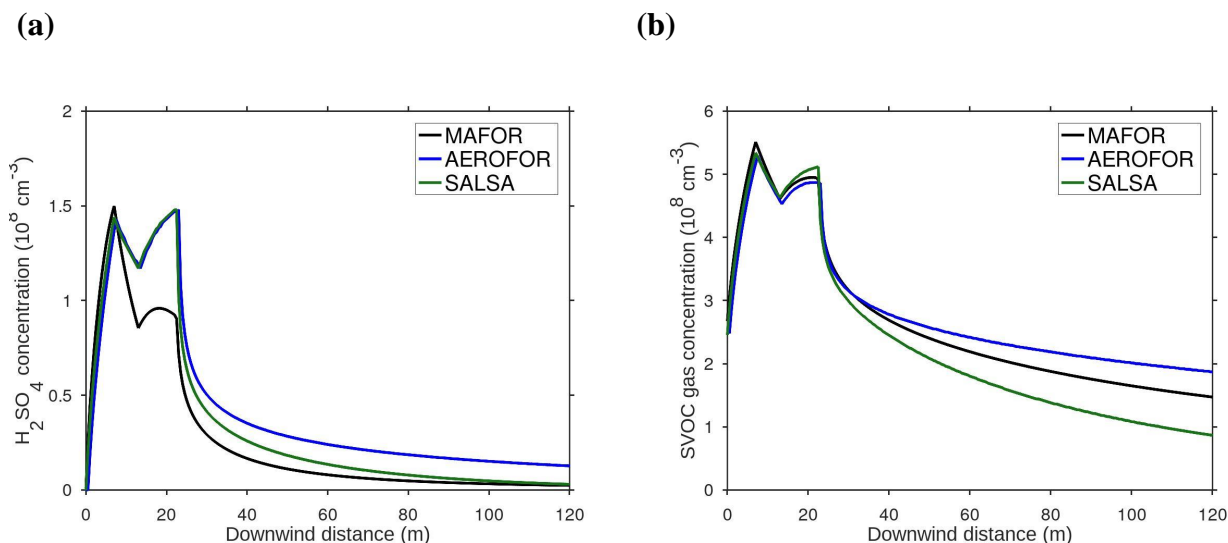 (a) (b)
2
1.5
1
0.5
0
0 20 40 60 80 100 120
Downwind distance (m)
H2SO4 concentration (10^8 cm-3)
MAFOR
AEROFOR
SALSA
6
5
4
3
2
1
0
0 20 40 60 80 100 120
Downwind distance (m)
SVOC gas concentration (10^8 cm-3)
MAFOR
AEROFOR
SALSA